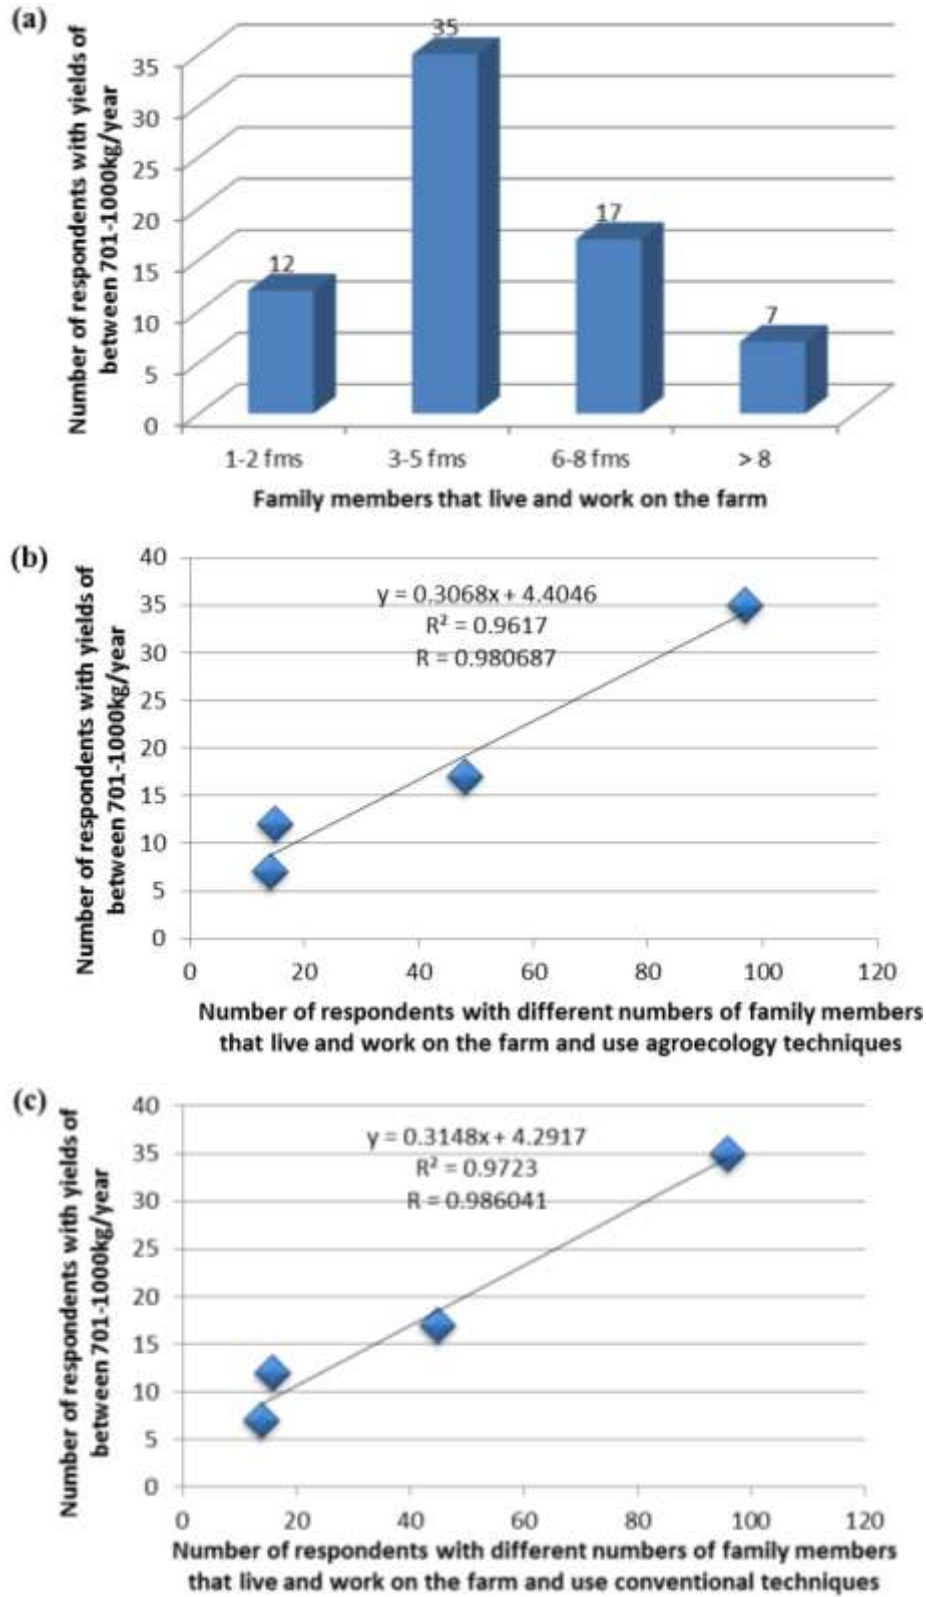 (a)
Number of respondents with yields of
between 701-1000kg/year
35
30
25
20
15
10
5
0
12
35
17
7
1-2 fms 3-5 fms 6-8 fms > 8
Family members that live and work on the farm
(b)
Number of respondents with yields of
between 701-1000kg/year
40
35
30
25
20
15
10
5
0
y = 0.3068x + 4.4046
R² = 0.9617
R = 0.980687
0 20 40 60 80 100 120
Number of respondents with different numbers of family members
that live and work on the farm and use agroecology techniques
(c)
Number of respondents with yields of
between 701-1000kg/year
40
35
30
25
20
15
10
5
0
y = 0.3148x + 4.2917
R² = 0.9723
R = 0.986041
0 20 40 60 80 100 120
Number of respondents with different numbers of family members
that live and work on the farm and use conventional techniques